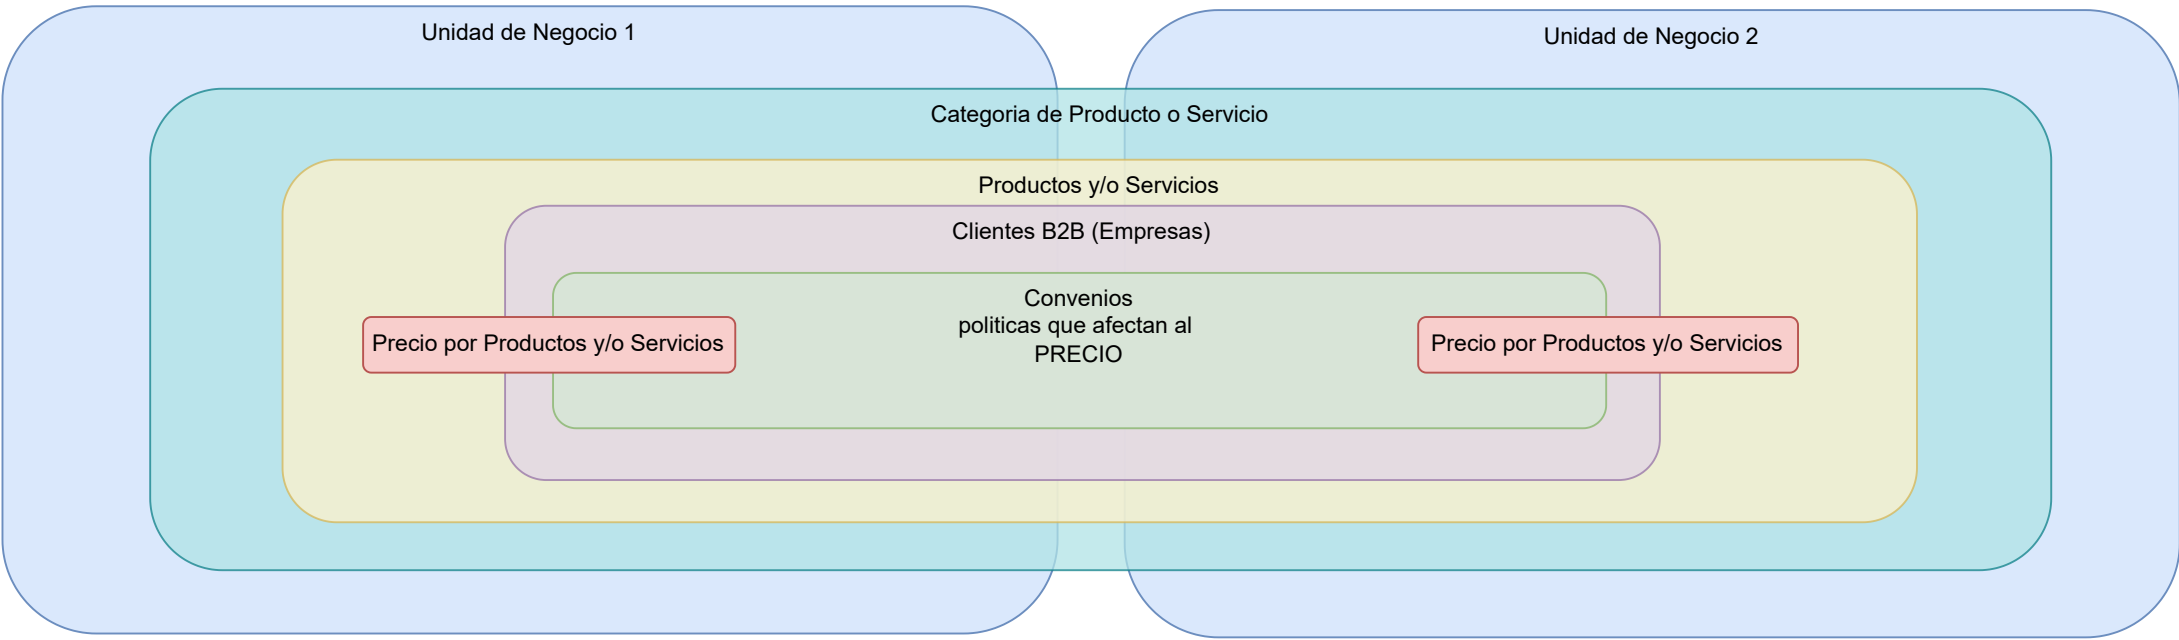 Unidad de Negocio 1
Unidad de Negocio 2
Categoria de Producto o Servicio
Productos y/o Servicios
Clientes B2B (Empresas)
Convenios
politicas que afectan al
PRECIO
Precio por Productos y/o Servicios
Precio por Productos y/o Servicios